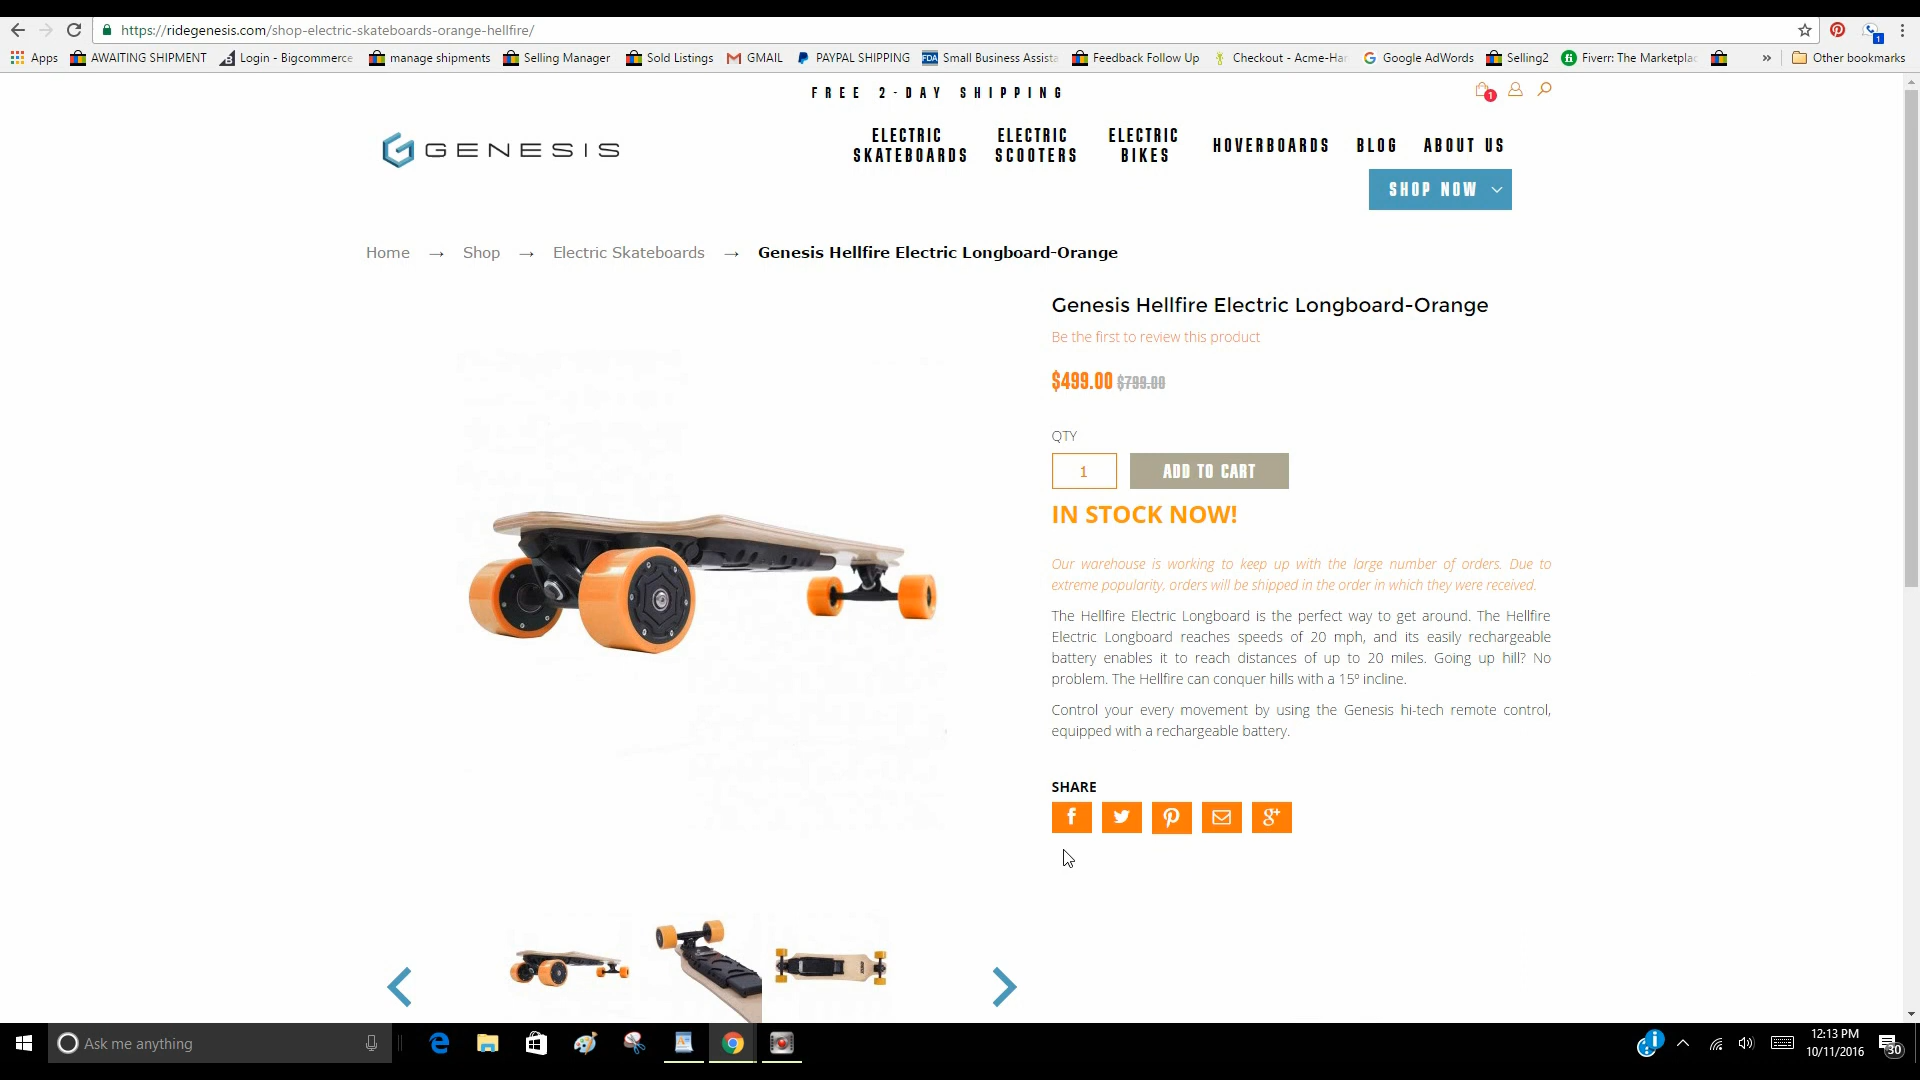 https://ridegenesis.com/shop-electric-skateboards-orange-hellfire/
1
Apps AWAITING SHIPMENT Login - Bigcommerce manage shipments Selling Manager Sold Listings GMAIL PAYPAL SHIPPING FDA Small Business Assista Feedback Follow Up Checkout - Acme-Har Google AdWords Selling2 Fiverr: The Marketplac » Other bookmarks
FREE 2-DAY SHIPPING
1
GENESIS
ELECTRIC SKATEBOARDS
ELECTRIC SCOOTERS
ELECTRIC BIKES
HOVERBOARDS
BLOG
ABOUT US
SHOP NOW
Home → Shop → Electric Skateboards → Genesis Hellfire Electric Longboard-Orange
Genesis Hellfire Electric Longboard-Orange
Be the first to review this product
$499.00 $799.00
QTY
1 ADD TO CART
IN STOCK NOW!
Our warehouse is working to keep up with the large number of orders. Due to
extreme popularity, orders will be shipped in the order in which they were received.
The Hellfire Electric Longboard is the perfect way to get around. The Hellfire
Electric Longboard reaches speeds of 20 mph, and its easily rechargeable
battery enables it to reach distances of up to 20 miles. Going up hill? No
problem. The Hellfire can conquer hills with a 15º incline.
Control your every movement by using the Genesis hi-tech remote control,
equipped with a rechargeable battery.
SHARE
Ask me anything
12:13 PM
10/11/2016
30